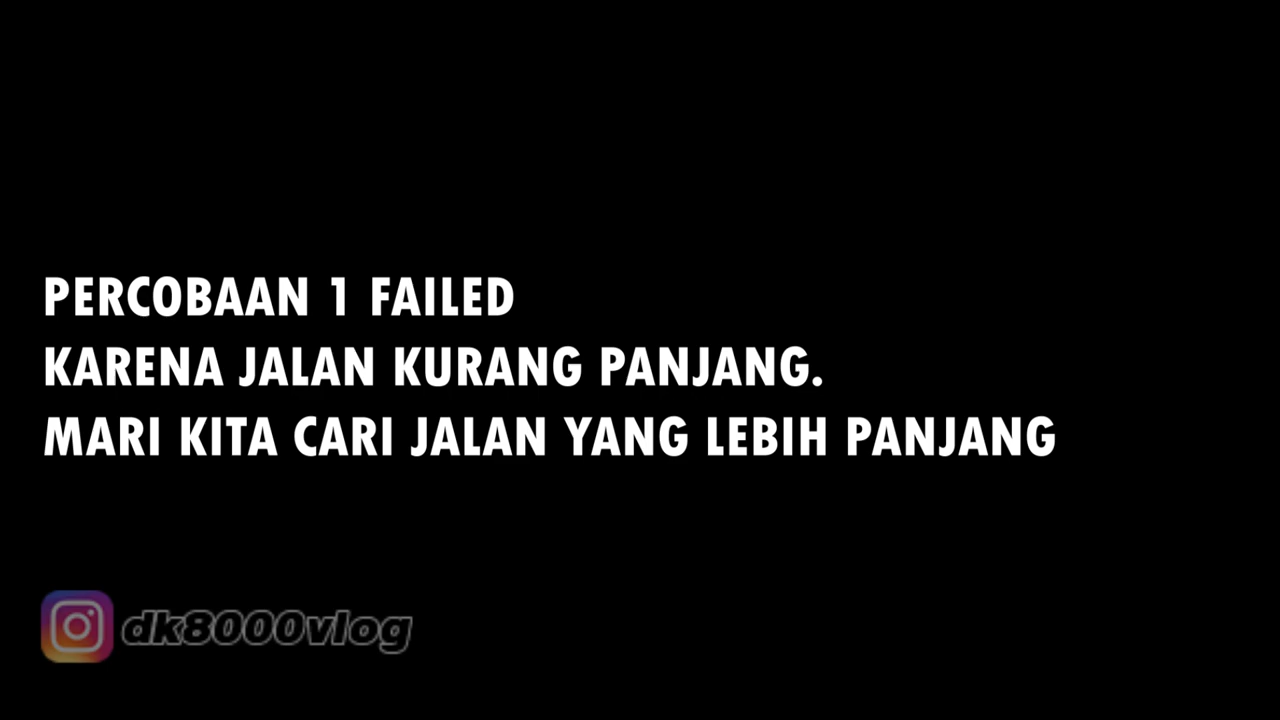 PERCOBAAN 1 FAILED
KARENA JALAN KURANG PANJANG.
MARI KITA CARI JALAN YANG LEBIH PANJANG
dk8000vlog